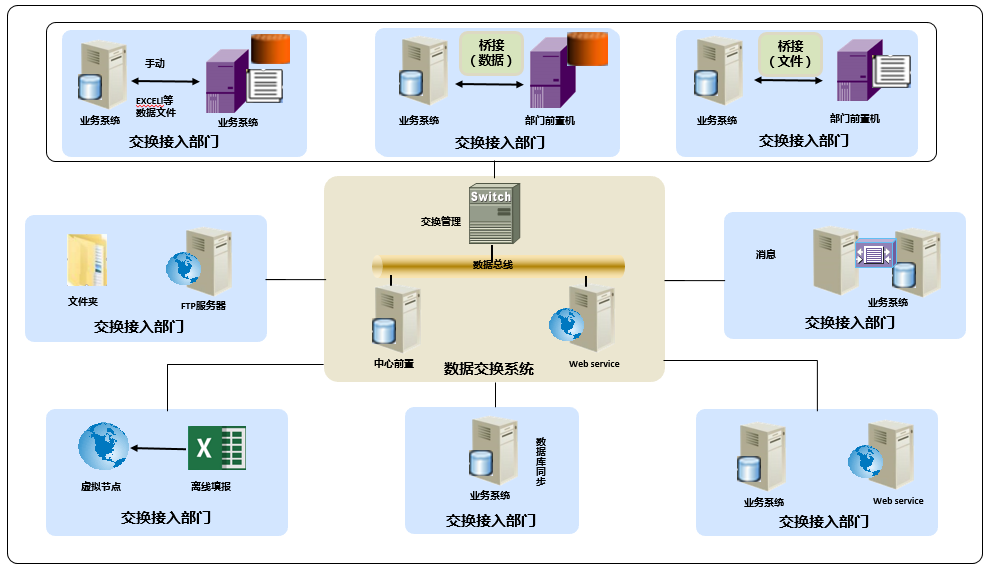 手动
EXCELl等
数据文件
业务系统
业务系统
交换接入部门
桥接
（数据）
业务系统
部门前置机
交换接入部门
桥接
（文件）
业务系统
部门前置机
交换接入部门
Switch
交换管理
数据总线
中心前置
Web service
数据交换系统
文件夹
FTP服务器
交换接入部门
消息
业务系统
交换接入部门
虚拟节点
离线填报
交换接入部门
数据库同步
业务系统
交换接入部门
业务系统
Web service
交换接入部门